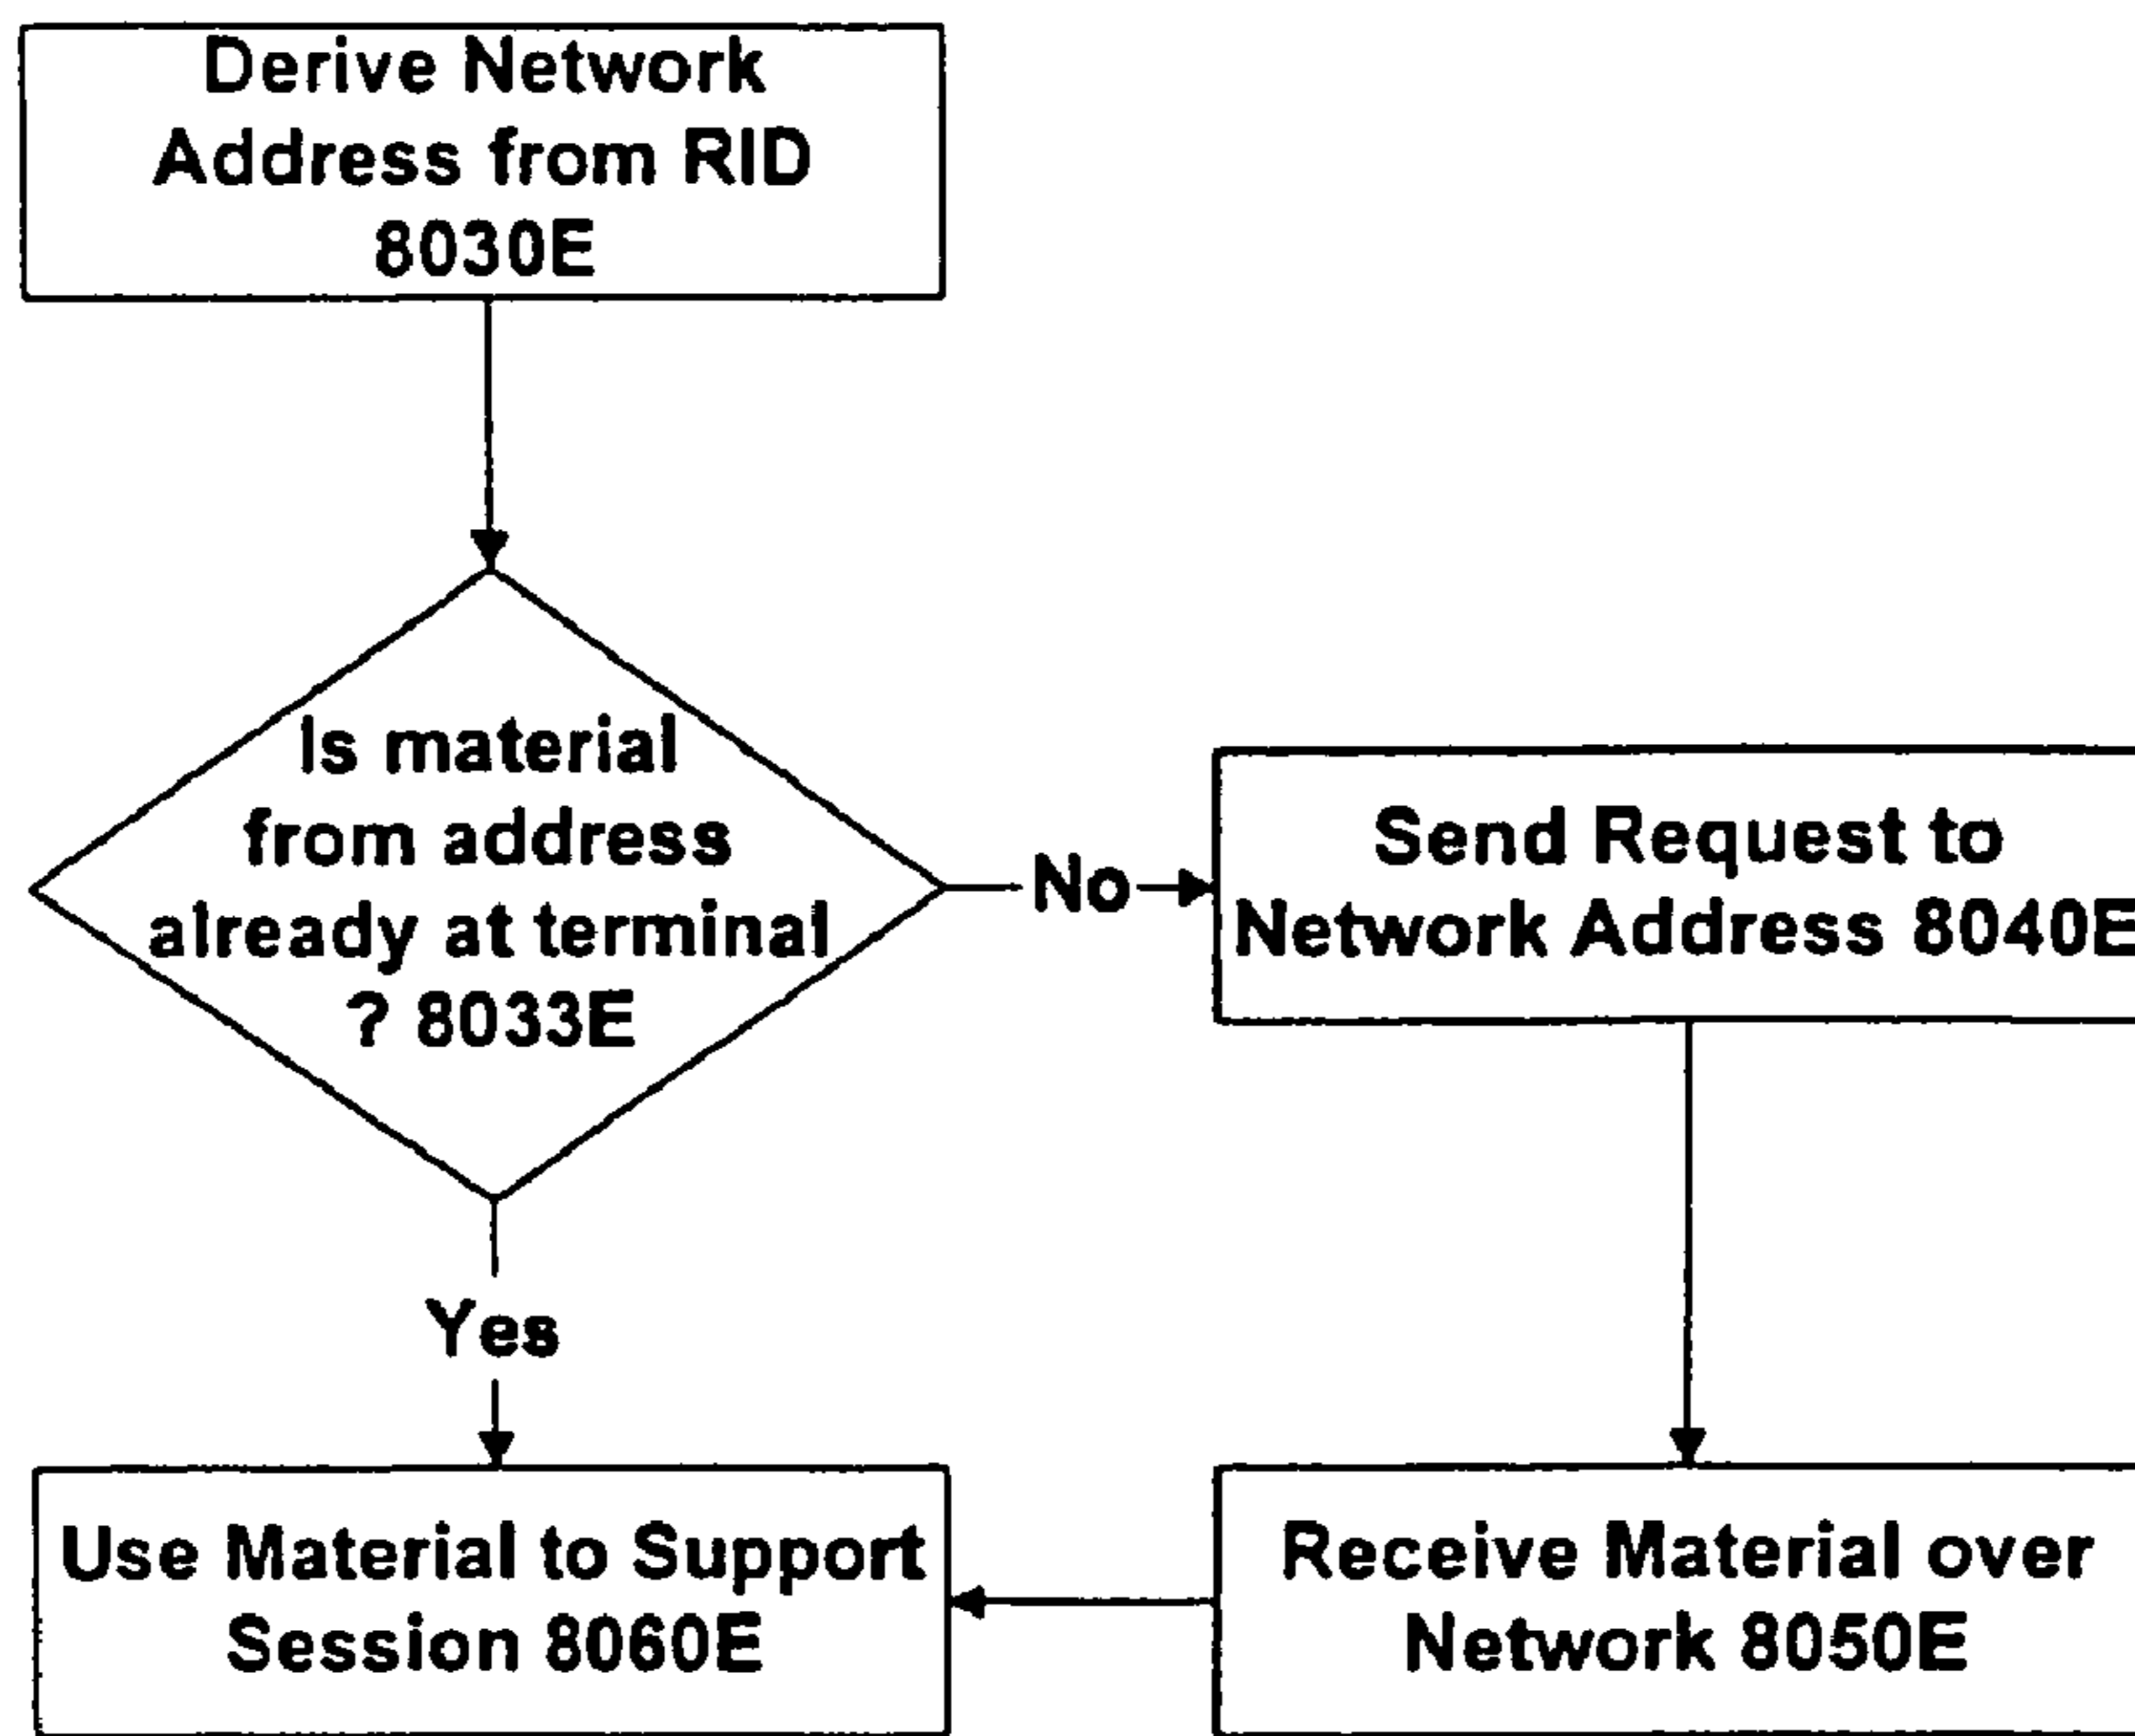 Derive Network
Address from RID
8030E
Is material
from address
already at terminal
? 8033E
No
Send Request to
Network Address 8040E
Yes
Use Material to Support
Session 8060E
Receive Material over
Network 8050E